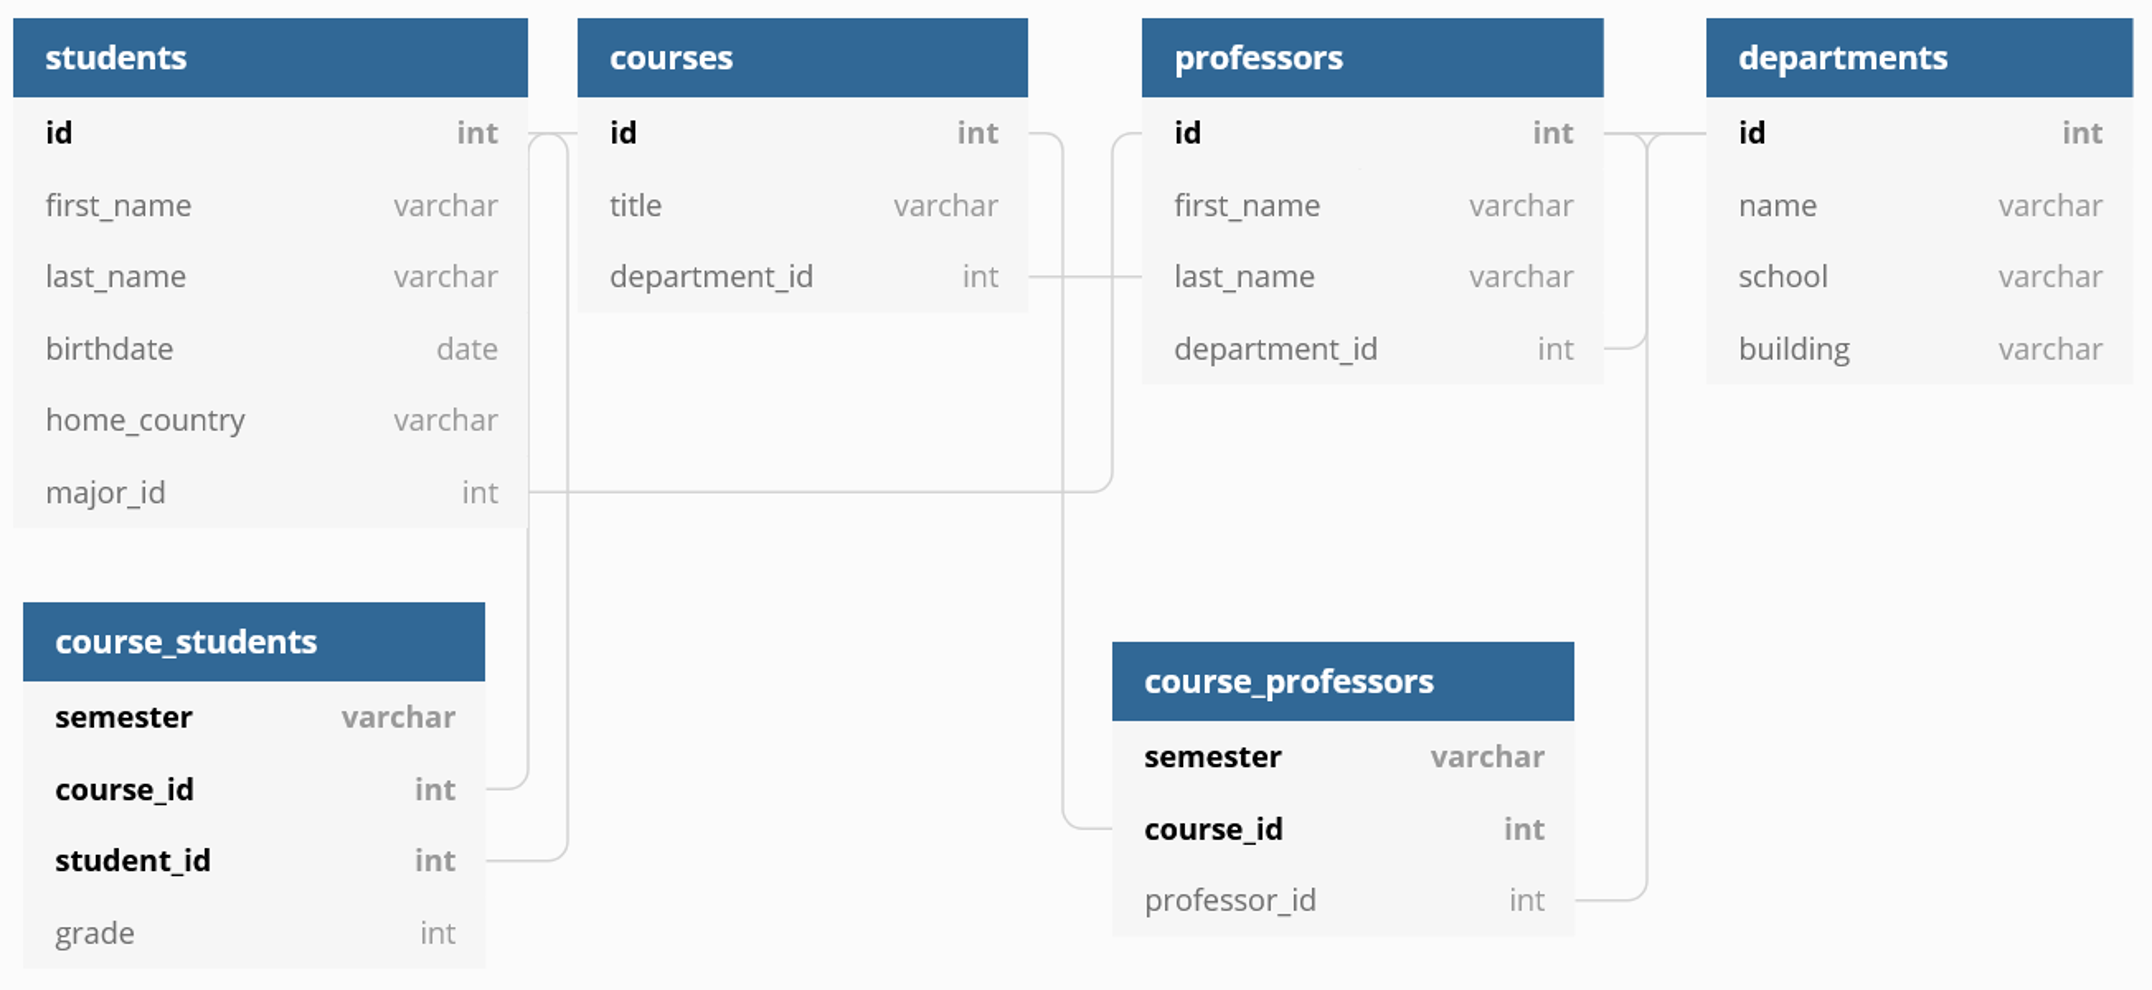 students
id int
first_name varchar
last_name varchar
birthdate date
home_country varchar
major_id int
courses
id int
title varchar
department_id int
professors
id int
first_name varchar
last_name varchar
department_id int
departments
id int
name varchar
school varchar
building varchar
course_students
semester varchar
course_id int
student_id int
grade int
course_professors
semester varchar
course_id int
professor_id int